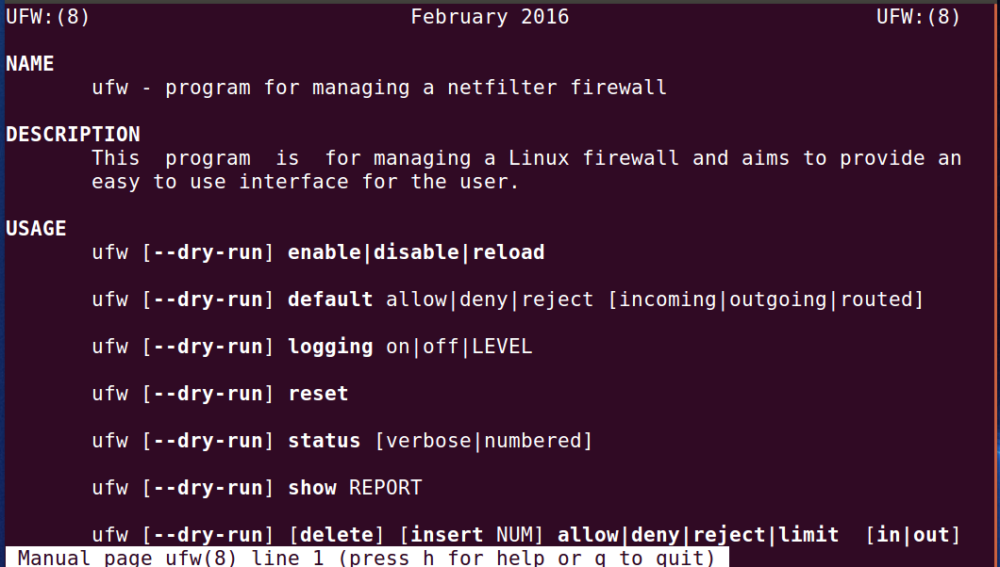 UFW:(8) February 2016 UFW:(8)
NAME
ufw - program for managing a netfilter firewall
DESCRIPTION
This program is for managing a Linux firewall and aims to provide an
easy to use interface for the user.
USAGE
ufw [--dry-run] enable|disable|reload
ufw [--dry-run] default allow|deny|reject [incoming|outgoing|routed]
ufw [--dry-run] logging on|off|LEVEL
ufw [--dry-run] reset
ufw [--dry-run] status [verbose|numbered]
ufw [--dry-run] show REPORT
ufw [--dry-run] [delete] [insert NUM] allow|deny|reject|limit [in|out]
Manual page ufw(8) line 1 (press h for help or q to quit)